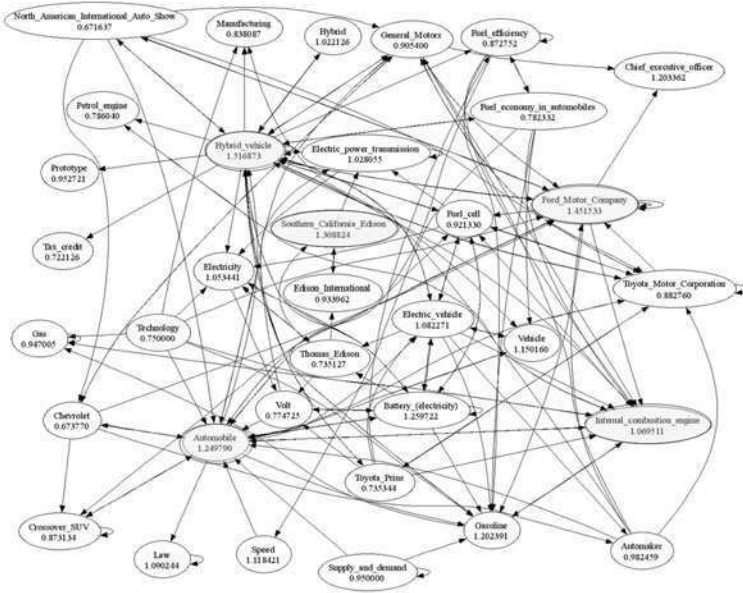 North_American_International_Auto_Show
0.671637
Manufacturing
0.838087
Hybrid
1.022126
General_Motors
0.905400
Fuel_efficiency
0.872752
Chief_executive_officer
1.203362
Petrol_engine
0.786040
Fuel_economy_in_automobiles
0.782332
Hybrid_vehicle
1.516873
Electric_power_transmission
1.028055
Prototype
0.952721
Ford_Motor_Company
1.451533
Southern_California_Edison
1.308824
Fuel_cell
0.921330
Tax_credit
0.722126
Electricity
1.053441
Edison_International
0.933962
Toyota_Motor_Corporation
0.882760
Gas
0.947005
Technology
0.750000
Electric_vehicle
1.082271
Vehicle
1.150160
Thomas_Edison
0.735127
Chevrolet
0.673770
Volt
0.774725
Battery_(electricity)
1.259722
Internal_combustion_engine
1.069511
Automobile
1.249790
Toyota_Prius
0.735344
Crossover_SUV
0.873134
Gasoline
1.202391
Law
1.090244
Speed
1.118421
Automaker
0.982459
Supply_and_demand
0.950000